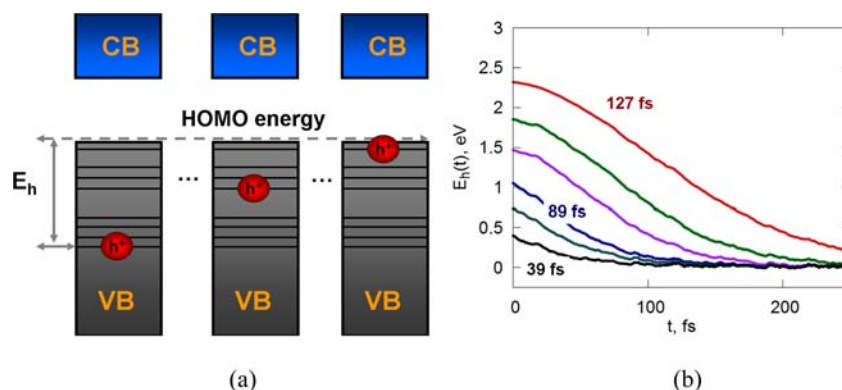 CB CB CB
HOMO energy
E_h
h⁺ ... h⁺ ... h⁺
VB VB VB
(a)
E_h(t), eV
3
2.5
2
1.5
1
0.5
0
127 fs
89 fs
39 fs
0 100 200
t, fs
(b)